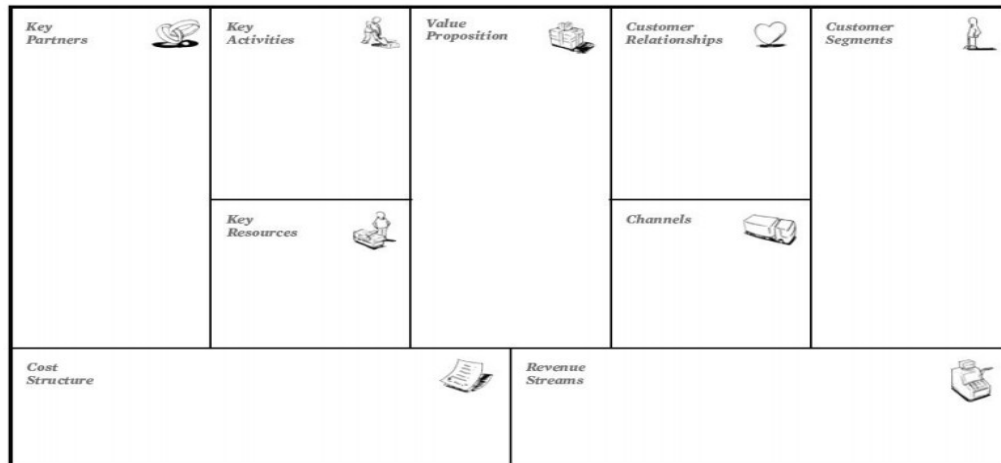 Key
Partners
Key
Activities
Value
Proposition
Customer
Relationships
Customer
Segments
Key
Resources
Channels
Cost
Structure
Revenue
Streams